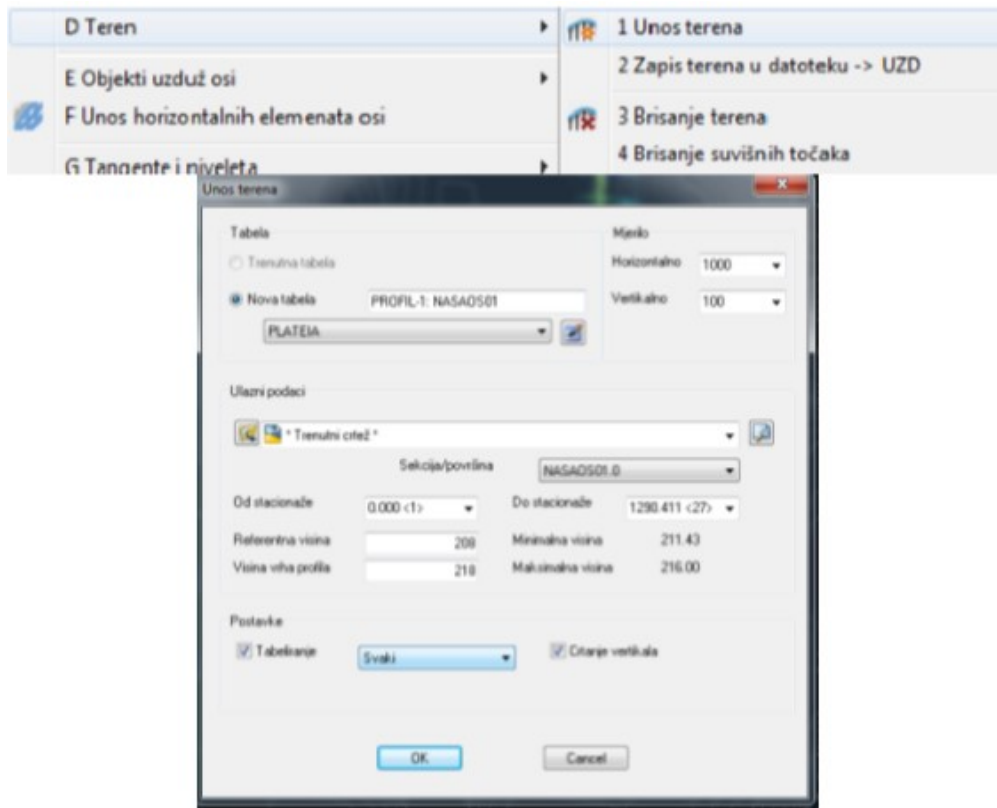 D Teren
1 Unos terena
2 Zapis terena u datoteku -> UZD
E Objekti uzduž osi
F Unos horizontalnih elemenata osi
3 Brisanje terena
G Tangente i niveleta
4 Brisanje suvišnih točaka
Unos terena
Tabela
Mjerilo
Trenutna tabela
Horizontalno 1000
Nova tabela PROFIL-1: NASAOS01
Vertikalno 100
PLATEIA
Ulazni podaci
* Trenutni crtež *
Sekcija/površina NASAOS01.0
Od stacionaže 0.000 <1> Do stacionaže 1290.411 <27>
Referentna visina 208 Minimalna visina 211.43
Visina vrha profila 218 Maksimalna visina 216.00
Postavke
Tabeliranje Svaki Crtanje vertikala
OK Cancel